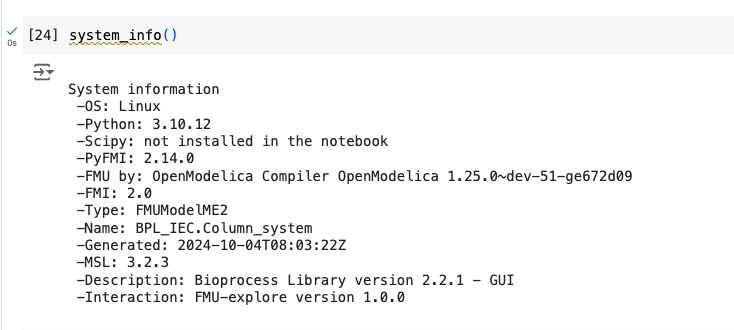 [24] system_info()
0s
System information
-OS: Linux
-Python: 3.10.12
-Scipy: not installed in the notebook
-PyFMI: 2.14.0
-FMU by: OpenModelica Compiler OpenModelica 1.25.0~dev-51-ge672d09
-FMI: 2.0
-Type: FMUModelME2
-Name: BPL_IEC.Column_system
-Generated: 2024-10-04T08:03:22Z
-MSL: 3.2.3
-Description: Bioprocess Library version 2.2.1 - GUI
-Interaction: FMU-explore version 1.0.0